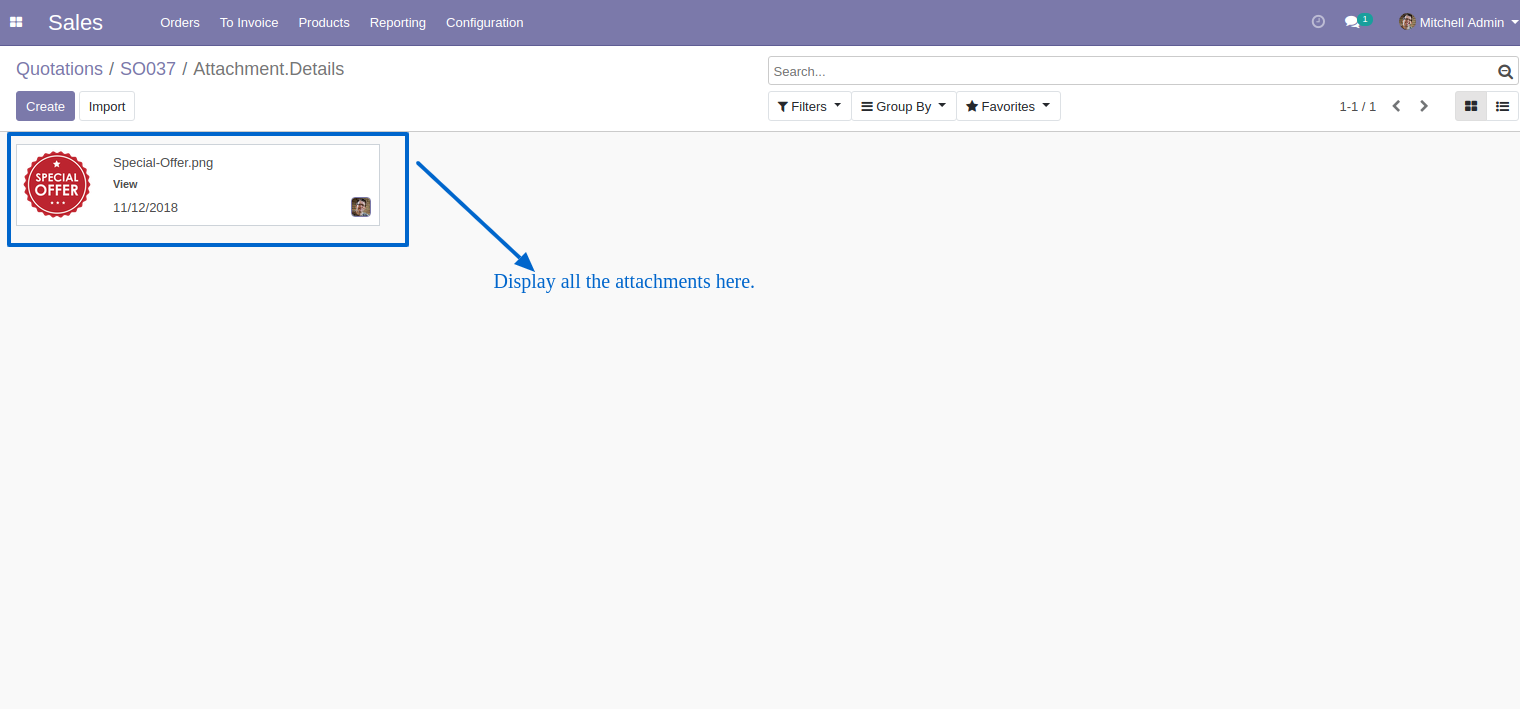 Sales Orders To Invoice Products Reporting Configuration 1 Mitchell Admin
Quotations / SO037 / Attachment.Details
Search...
Create Import
Filters Group By Favorites 1-1 / 1
SPECIAL
OFFER
Special-Offer.png
View
11/12/2018
Display all the attachments here.